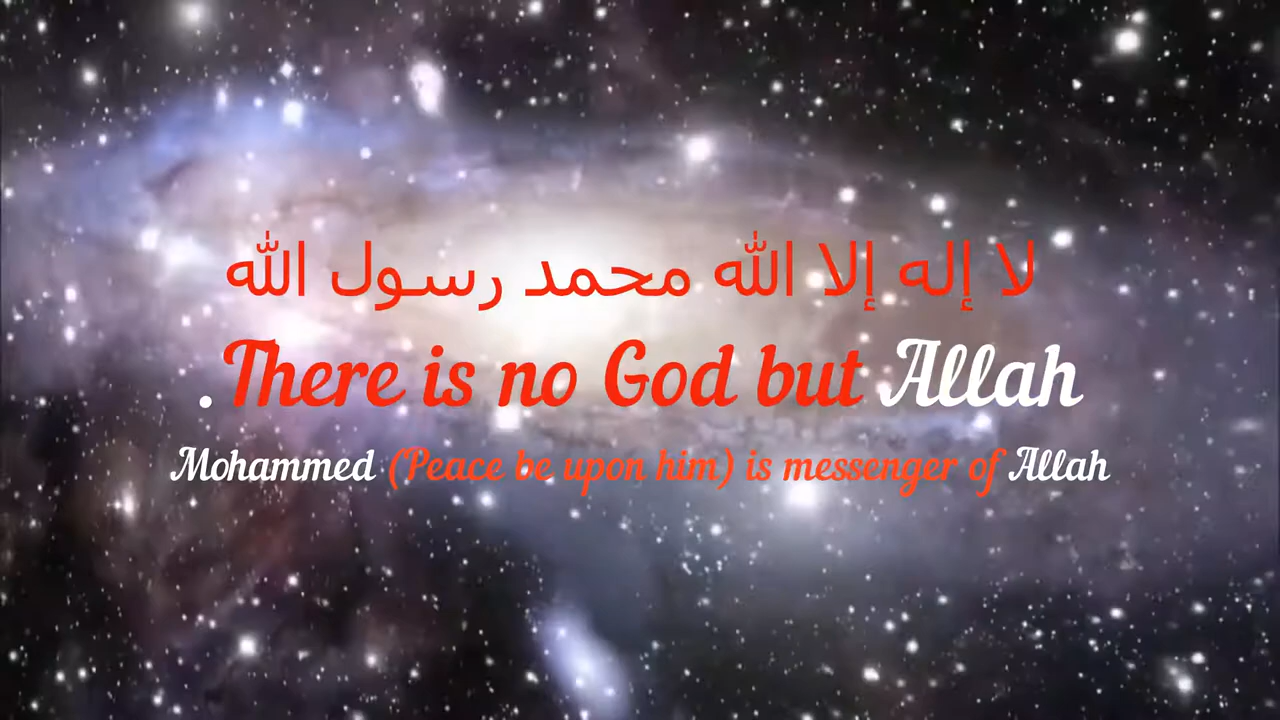 لا إله إلا الله محمد رسول الله
.There is no God but Allah
Mohammed (Peace be upon him) is messenger of Allah